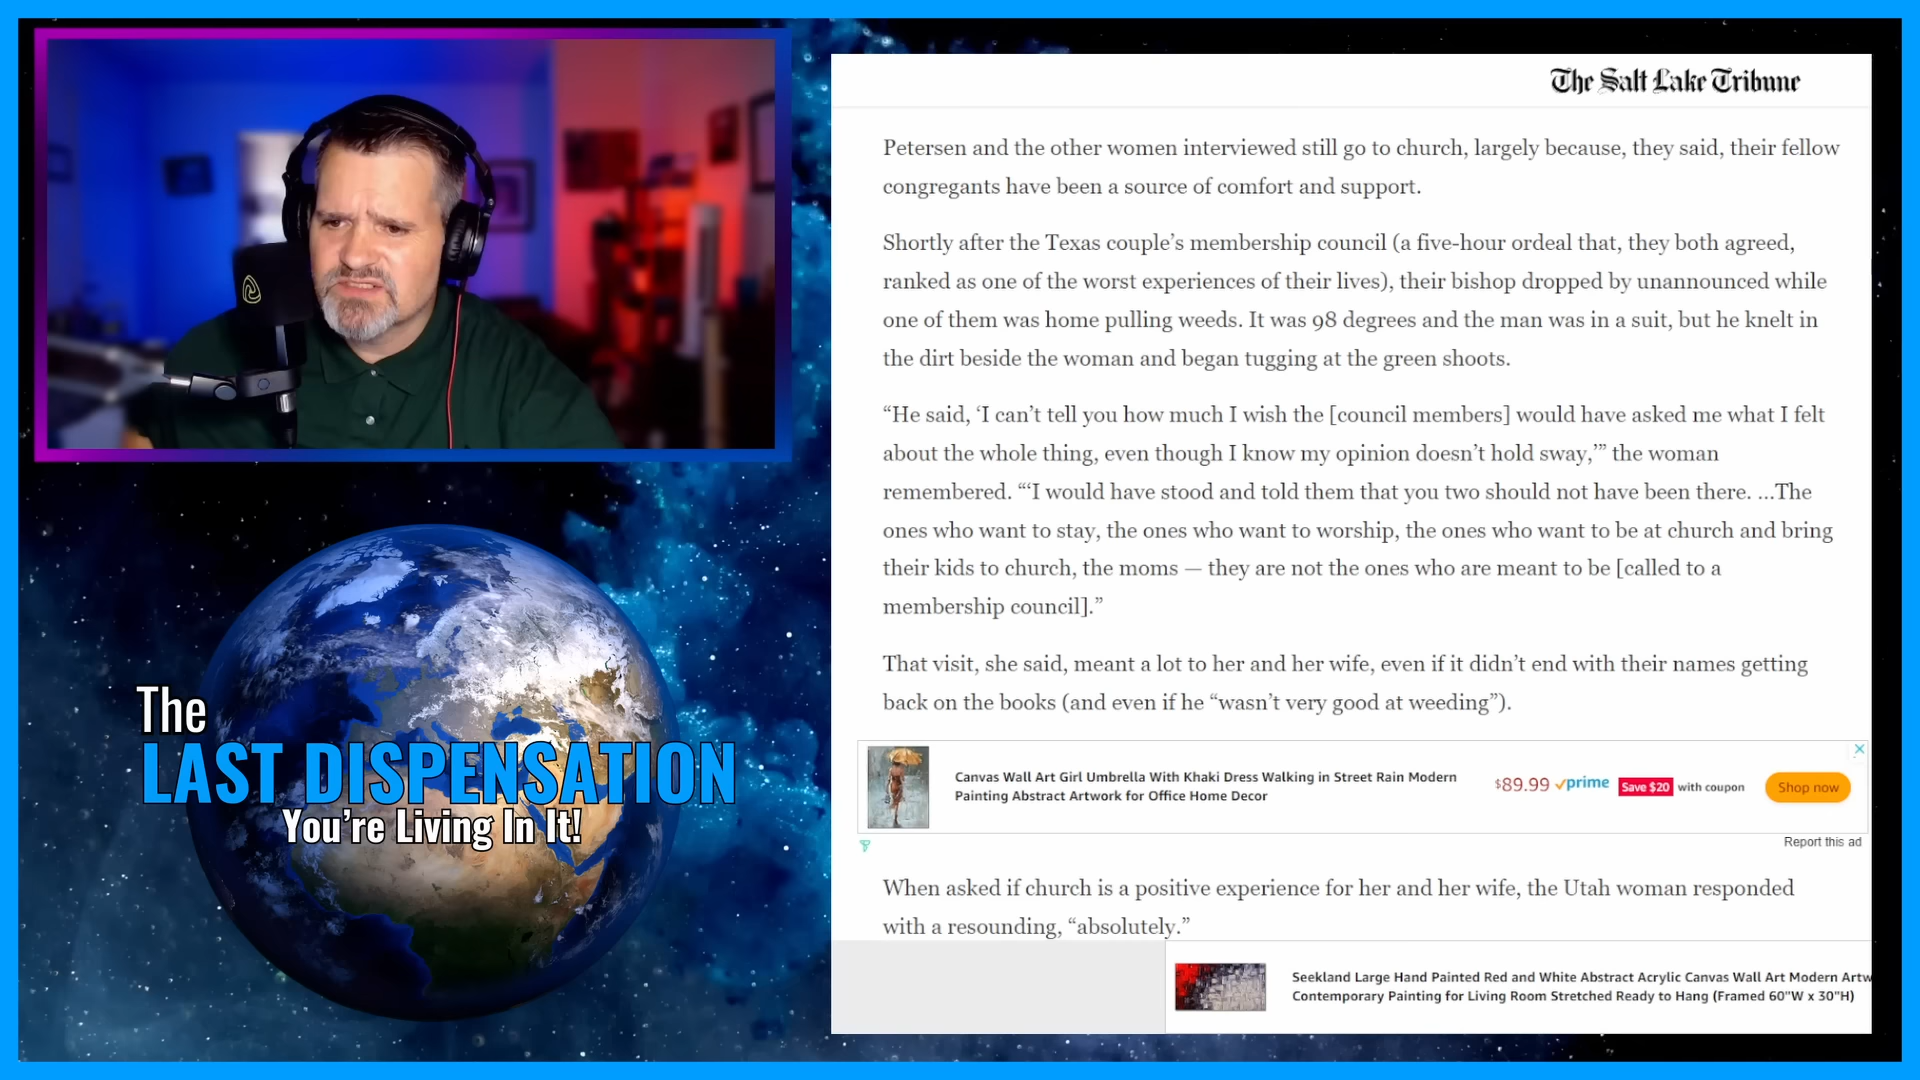 The Salt Lake Tribune
Petersen and the other women interviewed still go to church, largely because, they said, their fellow
congregants have been a source of comfort and support.
Shortly after the Texas couple’s membership council (a five-hour ordeal that, they both agreed,
ranked as one of the worst experiences of their lives), their bishop dropped by unannounced while
one of them was home pulling weeds. It was 98 degrees and the man was in a suit, but he knelt in
the dirt beside the woman and began tugging at the green shoots.
“He said, ‘I can’t tell you how much I wish the [council members] would have asked me what I felt
about the whole thing, even though I know my opinion doesn’t hold sway,’” the woman
remembered. “‘I would have stood and told them that you two should not have been there. …The
ones who want to stay, the ones who want to worship, the ones who want to be at church and bring
their kids to church, the moms — they are not the ones who are meant to be [called to a
membership council].”
That visit, she said, meant a lot to her and her wife, even if it didn’t end with their names getting
back on the books (and even if he “wasn’t very good at weeding”).
Canvas Wall Art Girl Umbrella With Khaki Dress Walking in Street Rain Modern
Painting Abstract Artwork for Office Home Decor
$89.99 prime Save $20 with coupon Shop now
Report this ad
When asked if church is a positive experience for her and her wife, the Utah woman responded
with a resounding, “absolutely.”
Seekland Large Hand Painted Red and White Abstract Acrylic Canvas Wall Art Modern Artw
Contemporary Painting for Living Room Stretched Ready to Hang (Framed 60"W x 30"H)
The
LAST DISPENSATION
You’re Living In It!